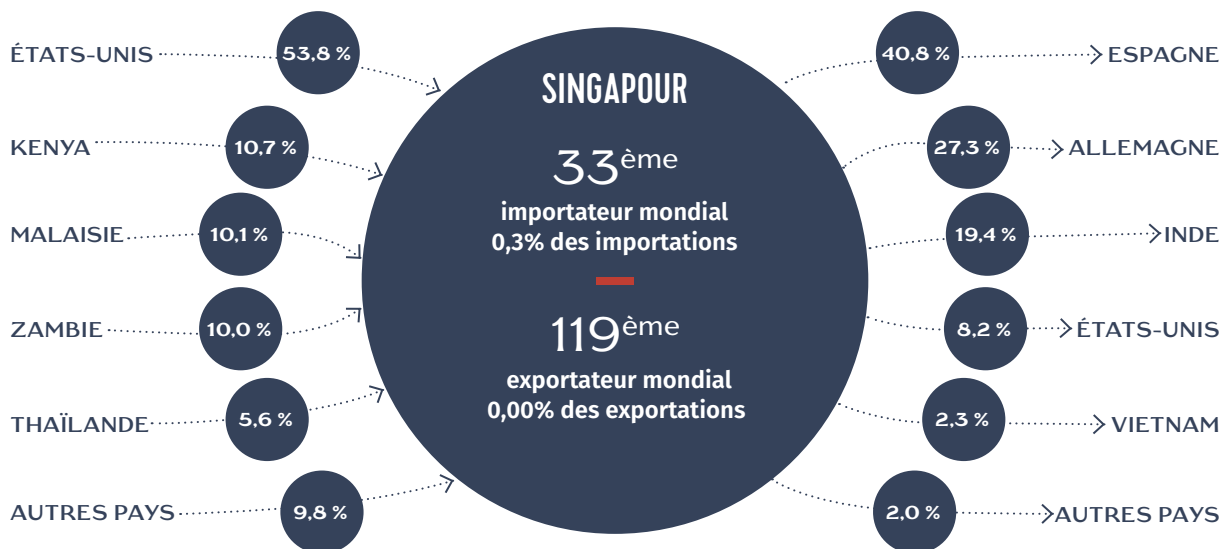 ÉTATS-UNIS
53,8 %
KENYA
10,7 %
MALAISIE
10,1 %
ZAMBIE
10,0 %
THAÏLANDE
5,6 %
AUTRES PAYS
9,8 %
SINGAPOUR
33ème
importateur mondial
0,3% des importations
119ème
exportateur mondial
0,00% des exportations
40,8 %
ESPAGNE
27,3 %
ALLEMAGNE
19,4 %
INDE
8,2 %
ÉTATS-UNIS
2,3 %
VIETNAM
2,0 %
AUTRES PAYS